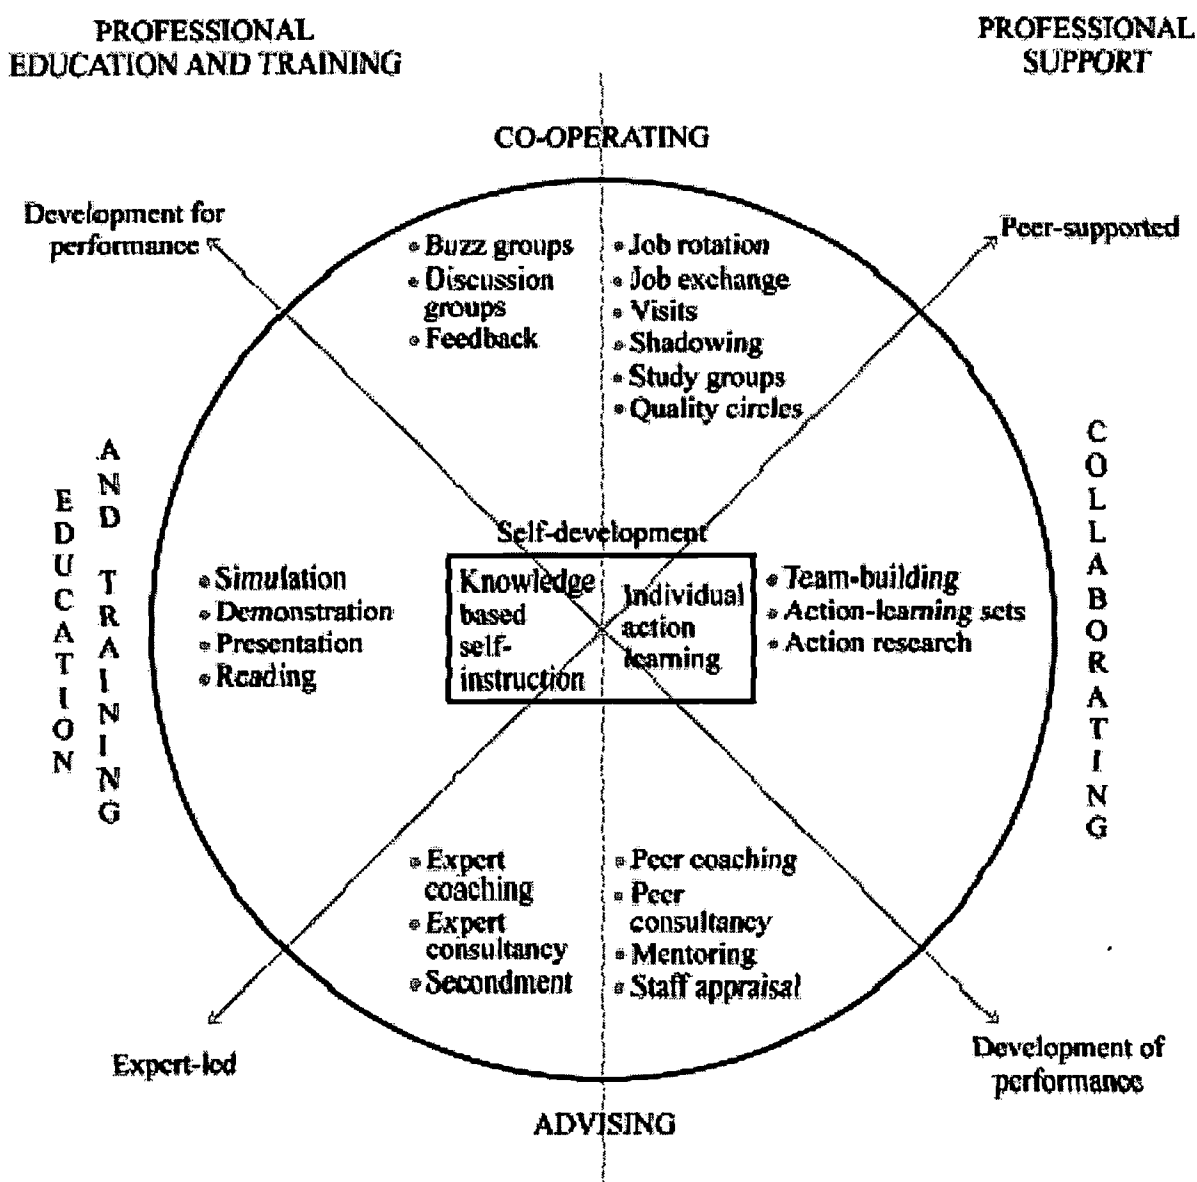 PROFESSIONAL
EDUCATION AND TRAINING
PROFESSIONAL
SUPPORT
CO-OPERATING
Development for
performance
Peer-supported
• Buzz groups
• Discussion
groups
• Feedback
• Job rotation
• Job exchange
• Visits
• Shadowing
• Study groups
• Quality circles
EDUCATION
AND TRAINING
COLLABORATING
• Simulation
• Demonstration
• Presentation
• Reading
Self-development
Knowledge
based
self-
instruction
Individual
action
learning
• Team-building
• Action-learning sets
• Action research
• Expert
coaching
• Expert
consultancy
• Secondment
• Peer coaching
• Peer
consultancy
• Mentoring
• Staff appraisal
Expert-led
Development of
performance
ADVISING